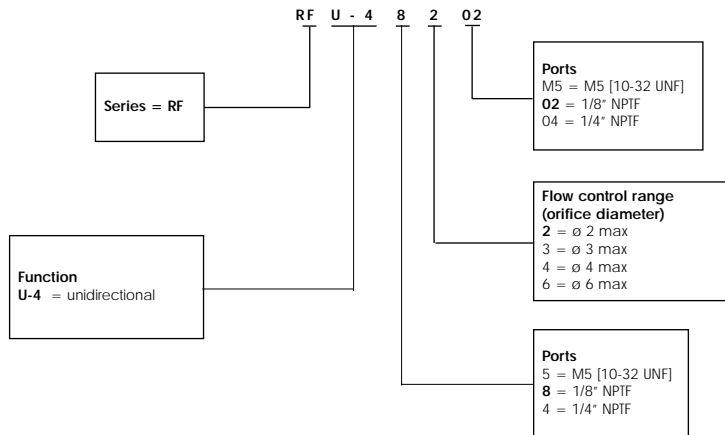 RF U - 4 8 2 02
Series = RF
Ports
M5 = M5 [10-32 UNF]
02 = 1/8" NPTF
04 = 1/4" NPTF
Flow control range
(orifice diameter)
2 = ø 2 max
3 = ø 3 max
4 = ø 4 max
6 = ø 6 max
Function
U-4 = unidirectional
Ports
5 = M5 [10-32 UNF]
8 = 1/8" NPTF
4 = 1/4" NPTF